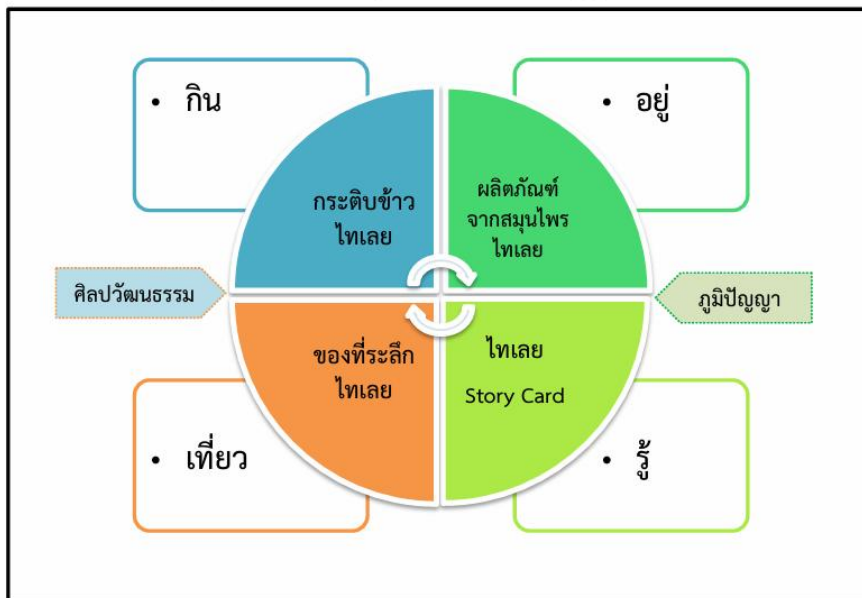 • กิน
• อยู่
กระติบข้าว
ไทเลย
ผลิตภัณฑ์
จากสมุนไพร
ไทเลย
ศิลปวัฒนธรรม
ภูมิปัญญา
ของที่ระลึก
ไทเลย
ไทเลย
Story Card
• เที่ยว
• รู้